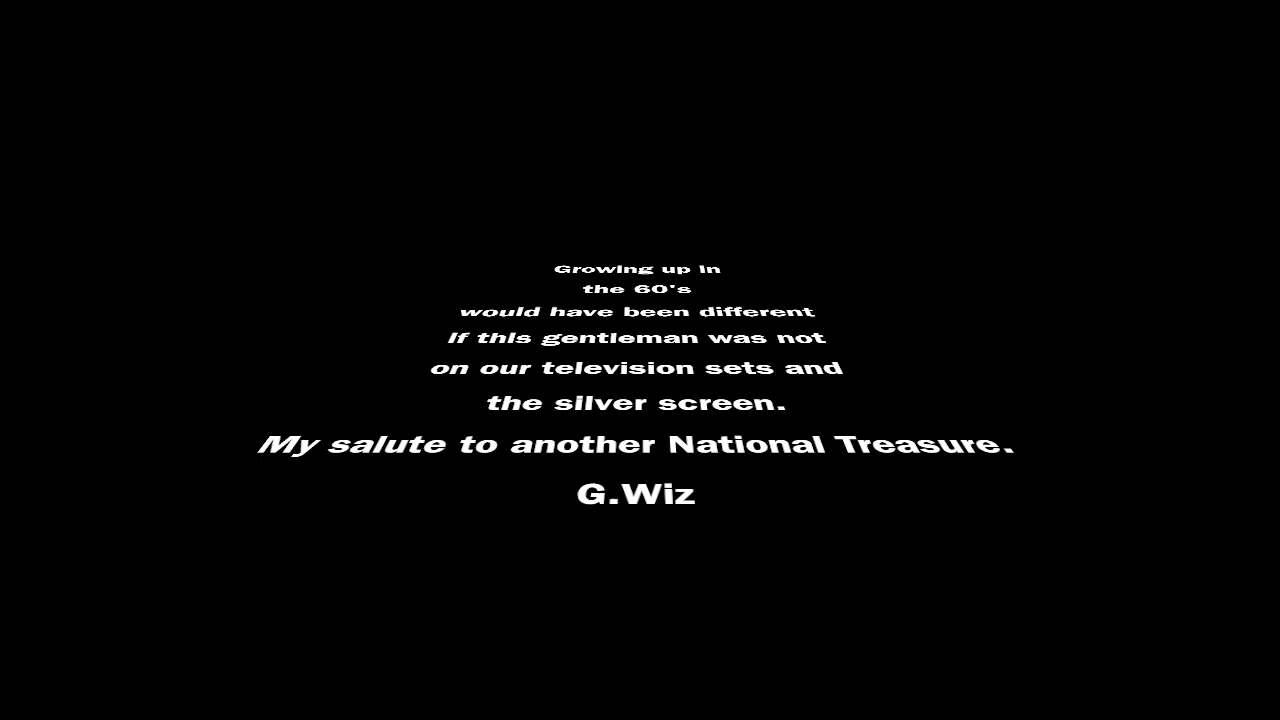 Growing up in
the 60's
would have been different
if this gentleman was not
on our television sets and
the silver screen.
My salute to another National Treasure.
G.Wiz